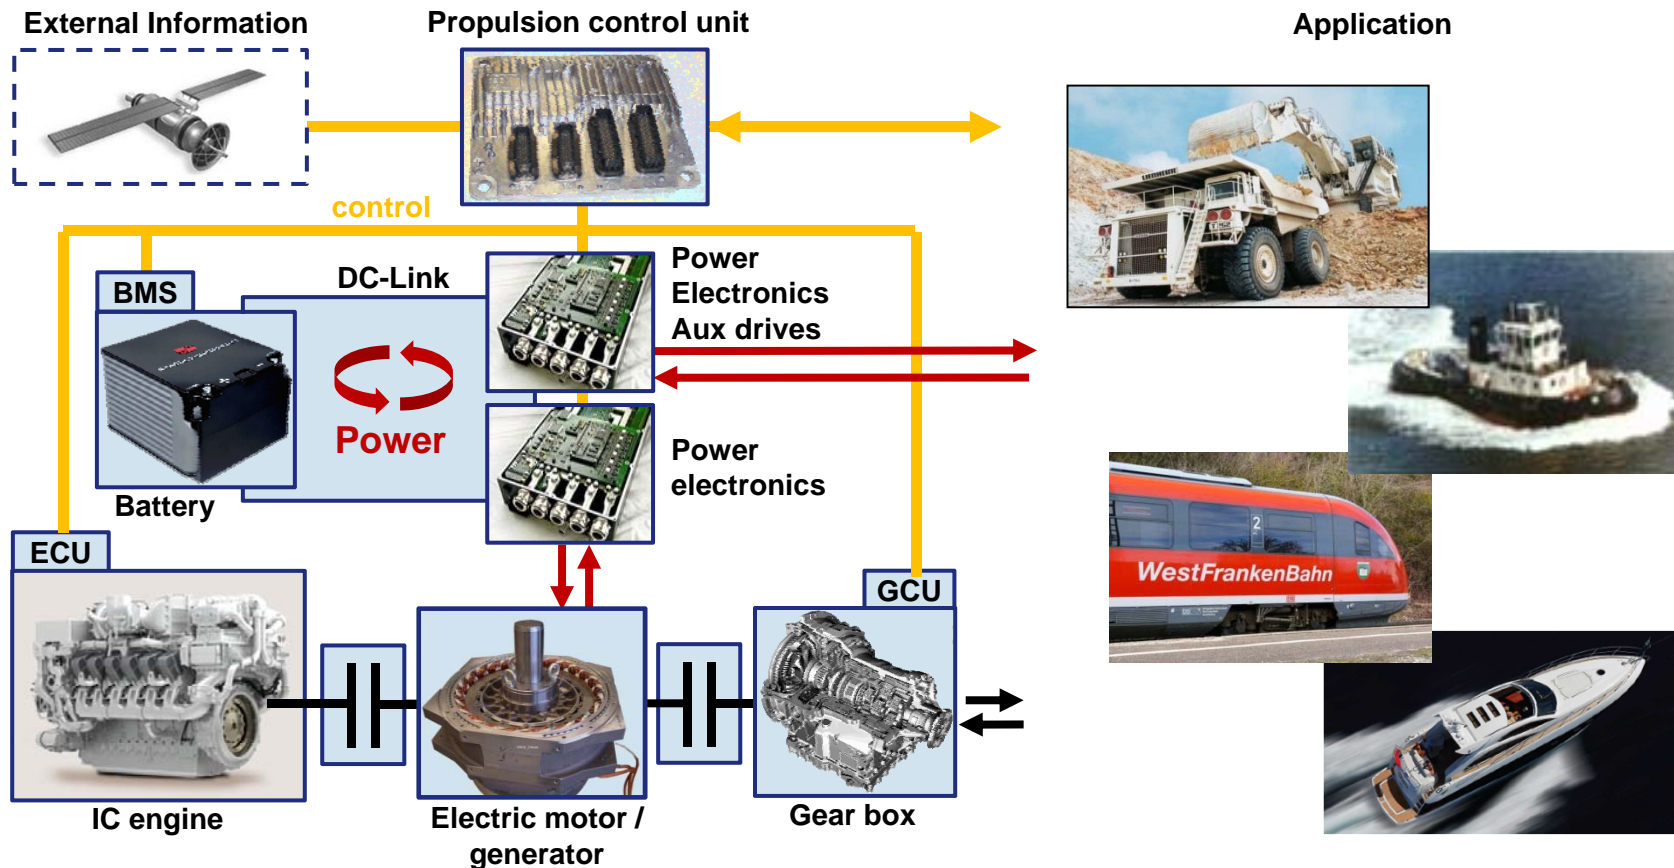 External Information
Propulsion control unit
Application
control
LIEBHERR
DC-Link
Power
Electronics
Aux drives
BMS
Power
Battery
Power
electronics
2
WestFrankenBahn
ECU
GCU
IC engine
Electric motor /
generator
Gear box